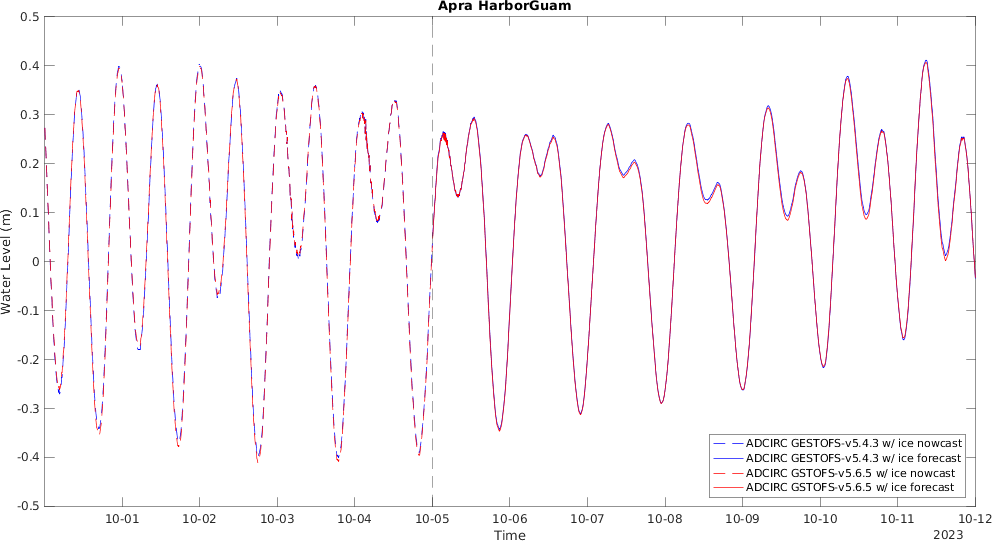 Apra HarborGuam
0.5
0.4
0.3
0.2
0.1
0
-0.1
-0.2
-0.3
-0.4
-0.5
Water Level (m)
10-01 10-02 10-03 10-04 10-05 10-06 10-07 10-08 10-09 10-10 10-11 10-12
Time
2023
ADCIRC GESTOFS-v5.4.3 w/ ice nowcast
ADCIRC GESTOFS-v5.4.3 w/ ice forecast
ADCIRC GSTOFS-v5.6.5 w/ ice nowcast
ADCIRC GSTOFS-v5.6.5 w/ ice forecast